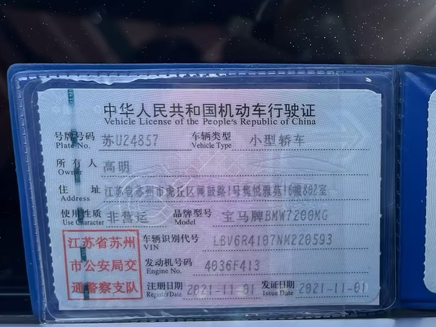 中华人民共和国机动车行驶证
Vehicle License of the People's Republic of China
号牌号码 苏U24857 车辆类型 小型轿车
Plate No. Vehicle Type
所有人 高明
Owner
住址 江苏省苏州市虎丘区
Address
使用性质 非营运 品牌型号 宝马牌BMW7200KG
Use Character Model
江苏省苏州
市公安局交
通警察支队
车辆识别代号 LBV6R4107NM220593
VIN
发动机号码 4036F413
Engine No.
注册日期 2021-11-01 发证日期 2021-11-01
Register Date Issue Date